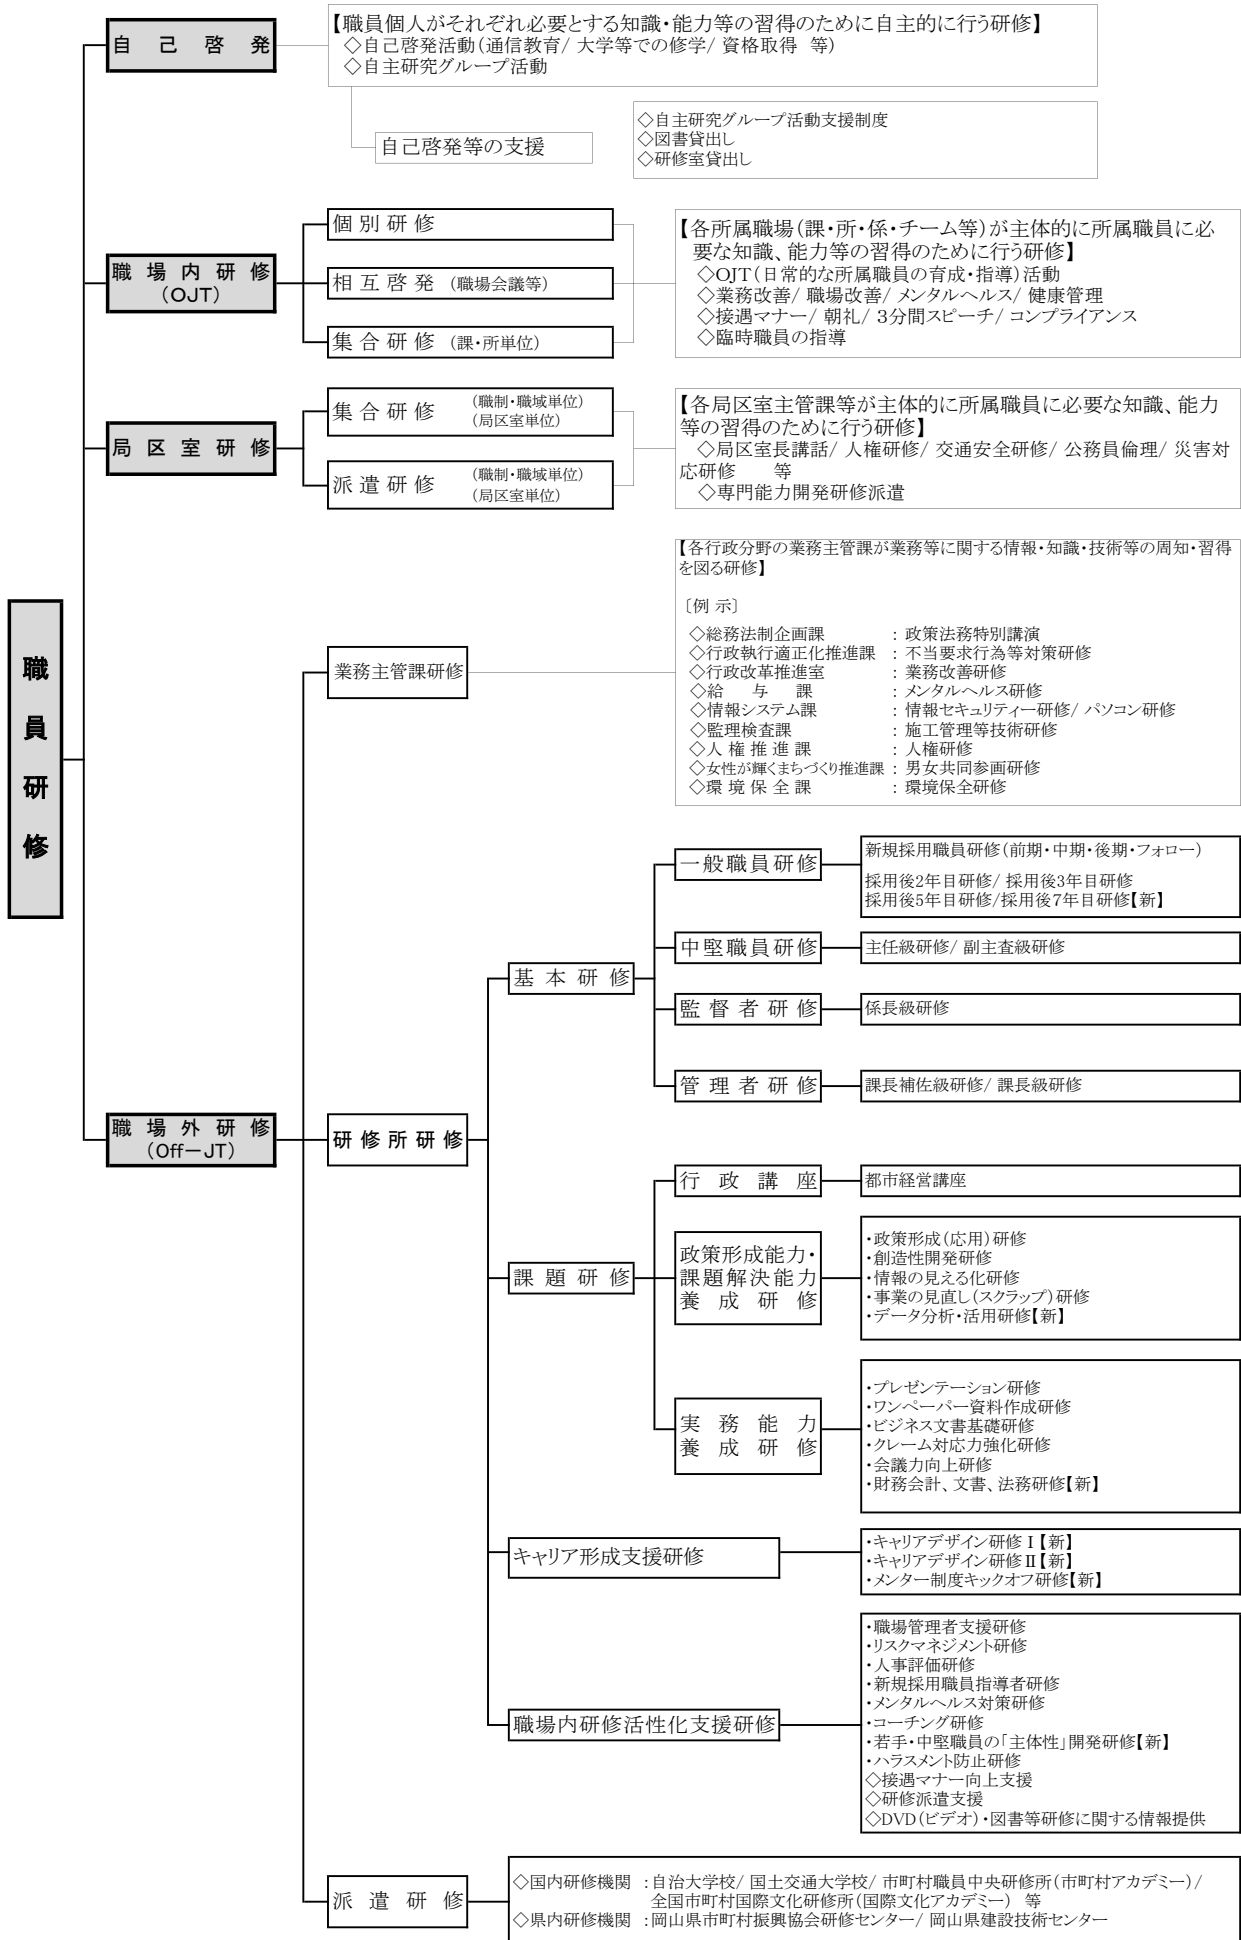 職員研修
自己啓発
【職員個人がそれぞれ必要とする知識・能力等の習得のために自主的に行う研修】
◇自己啓発活動(通信教育/ 大学等での修学/ 資格取得 等)
◇自主研究グループ活動
自己啓発等の支援
◇自主研究グループ活動支援制度
◇図書貸出し
◇研修室貸出し
職場内研修
(OJT)
個別研修
相互啓発 (職場会議等)
集合研修 (課・所単位)
【各所属職場(課・所・係・チーム等)が主体的に所属職員に必
要な知識、能力等の習得のために行う研修】
◇OJT(日常的な所属職員の育成・指導)活動
◇業務改善/ 職場改善/ メンタルヘルス/ 健康管理
◇接遇マナー/ 朝礼/ 3分間スピーチ/ コンプライアンス
◇臨時職員の指導
局区室研修
集合研修 (職制・職域単位)
(局区室単位)
派遣研修 (職制・職域単位)
(局区室単位)
【各局区室主管課等が主体的に所属職員に必要な知識、能力
等の習得のために行う研修】
◇局区室長講話/ 人権研修/ 交通安全研修/ 公務員倫理/ 災害対
応研修 等
◇専門能力開発研修派遣
職場外研修
(Off-JT)
業務主管課研修
【各行政分野の業務主管課が業務等に関する情報・知識・技術等の周知・習得
を図る研修】
〔例 示〕
◇総務法制企画課 : 政策法務特別講演
◇行政執行適正化推進課 : 不当要求行為等対策研修
◇行政改革推進室 : 業務改善研修
◇給 与 課 : メンタルヘルス研修
◇情報システム課 : 情報セキュリティー研修/ パソコン研修
◇監理検査課 : 施工管理等技術研修
◇人権推進課 : 人権研修
◇女性が輝くまちづくり推進課 : 男女共同参画研修
◇環境保全課 : 環境保全研修
研修所研修
基本研修
一般職員研修
新規採用職員研修(前期・中期・後期・フォロー)
採用後2年目研修/ 採用後3年目研修
採用後5年目研修/採用後7年目研修【新】
中堅職員研修
主任級研修/ 副主査級研修
監督者研修
係長級研修
管理者研修
課長補佐級研修/ 課長級研修
課題研修
行政講座
都市経営講座
政策形成能力・
課題解決能力
養成研修
・政策形成(応用)研修
・創造性開発研修
・情報の見える化研修
・事業の見直し(スクラップ)研修
・データ分析・活用研修【新】
実務能力
養成研修
・プレゼンテーション研修
・ワンペーパー資料作成研修
・ビジネス文書基礎研修
・クレーム対応力強化研修
・会議力向上研修
・財務会計、文書、法務研修【新】
キャリア形成支援研修
・キャリアデザイン研修Ⅰ【新】
・キャリアデザイン研修Ⅱ【新】
・メンター制度キックオフ研修【新】
職場内研修活性化支援研修
・職場管理者支援研修
・リスクマネジメント研修
・人事評価研修
・新規採用職員指導者研修
・メンタルヘルス対策研修
・コーチング研修
・若手・中堅職員の「主体性」開発研修【新】
・ハラスメント防止研修
◇接遇マナー向上支援
◇研修派遣支援
◇DVD(ビデオ)・図書等研修に関する情報提供
派遣研修
◇国内研修機関 :自治大学校/ 国土交通大学校/ 市町村職員中央研修所(市町村アカデミー)/
全国市町村国際文化研修所(国際文化アカデミー) 等
◇県内研修機関 :岡山県市町村振興協会研修センター/ 岡山県建設技術センター